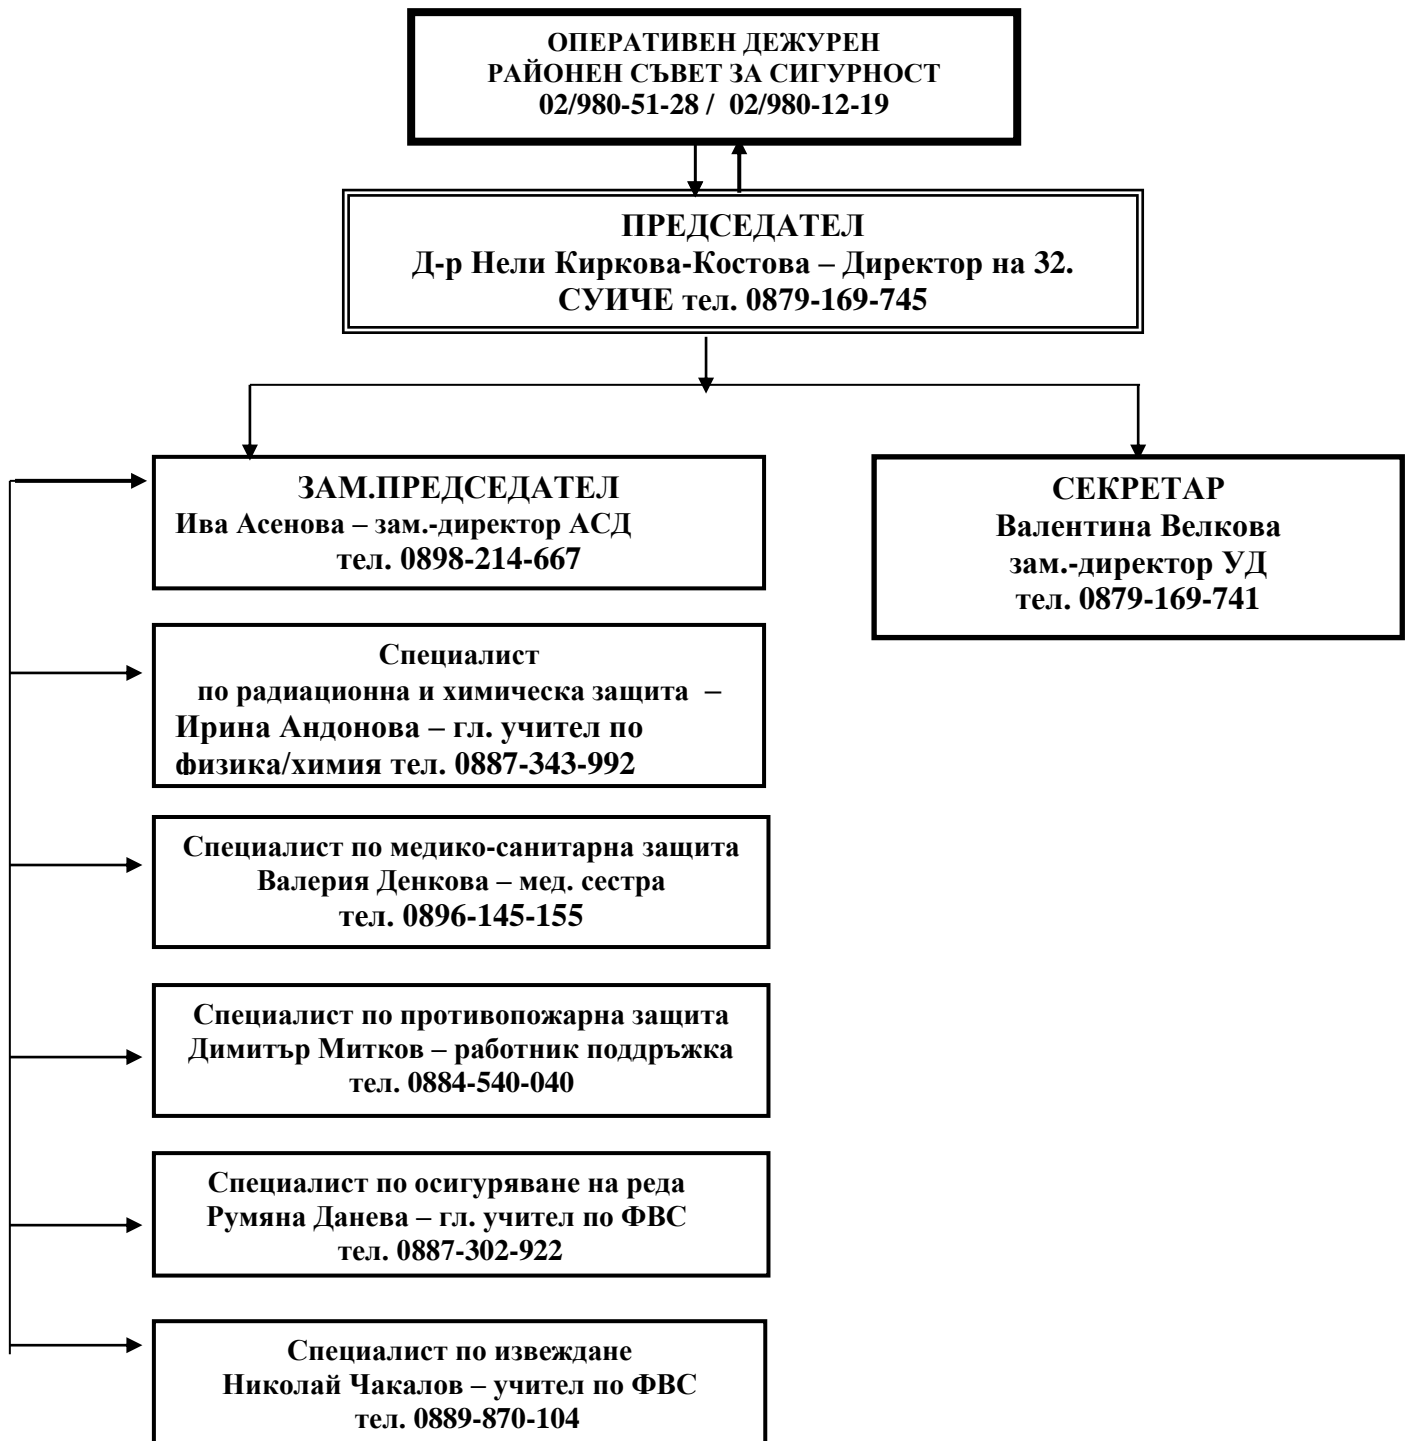 ОПЕРАТИВЕН ДЕЖУРЕН
РАЙОНЕН СЪВЕТ ЗА СИГУРНОСТ
02/980-51-28 / 02/980-12-19
ПРЕДСЕДАТЕЛ
Д-р Нели Киркова-Костова – Директор на 32.
СУИЧЕ тел. 0879-169-745
ЗАМ.ПРЕДСЕДАТЕЛ
Ива Асенова – зам.-директор АСД
тел. 0898-214-667
СЕКРЕТАР
Валентина Велкова
зам.-директор УД
тел. 0879-169-741
Специалист
по радиационна и химическа защита –
Ирина Андонова – гл. учител по
физика/химия тел. 0887-343-992
Специалист по медико-санитарна защита
Валерия Денкова – мед. сестра
тел. 0896-145-155
Специалист по противопожарна защита
Димитър Митков – работник поддръжка
тел. 0884-540-040
Специалист по осигуряване на реда
Румяна Данева – гл. учител по ФВС
тел. 0887-302-922
Специалист по извеждане
Николай Чакалов – учител по ФВС
тел. 0889-870-104